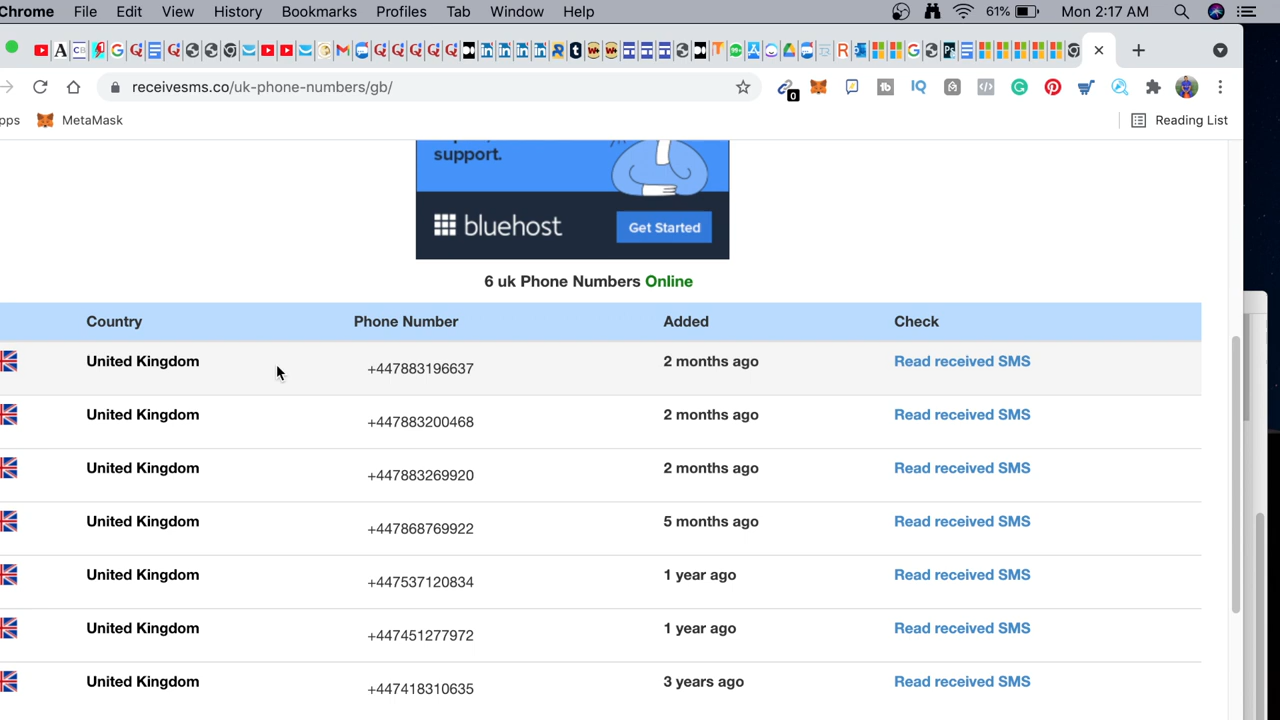 Chrome File Edit View History Bookmarks Profiles Tab Window Help 61% Mon 2:17 AM
receivesms.co/uk-phone-numbers/gb/
0
pps MetaMask Reading List
support.
bluehost Get Started
6 uk Phone Numbers Online
Country Phone Number Added Check
United Kingdom +447883196637 2 months ago Read received SMS
United Kingdom +447883200468 2 months ago Read received SMS
United Kingdom +447883269920 2 months ago Read received SMS
United Kingdom +447868769922 5 months ago Read received SMS
United Kingdom +447537120834 1 year ago Read received SMS
United Kingdom +447451277972 1 year ago Read received SMS
United Kingdom +447418310635 3 years ago Read received SMS